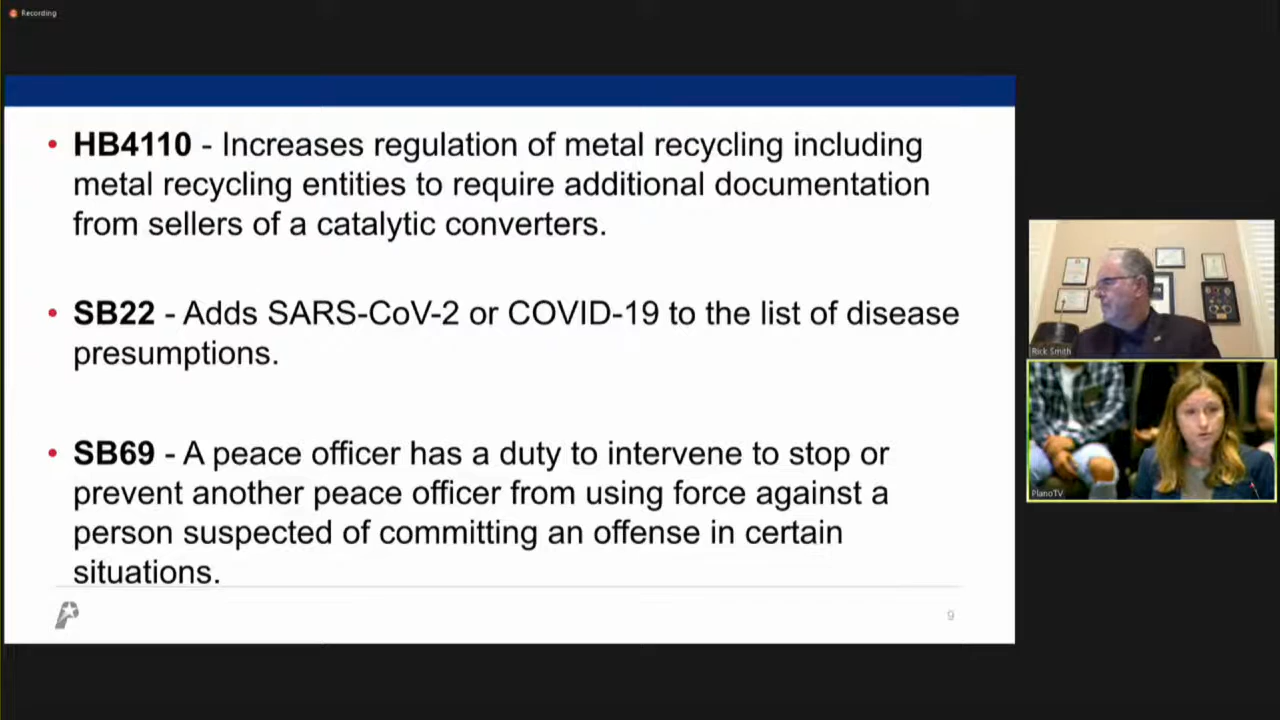 Recording
• HB4110 - Increases regulation of metal recycling including
metal recycling entities to require additional documentation
from sellers of a catalytic converters.
• SB22 - Adds SARS-CoV-2 or COVID-19 to the list of disease
presumptions.
• SB69 - A peace officer has a duty to intervene to stop or
prevent another peace officer from using force against a
person suspected of committing an offense in certain
situations.
9
Rick Smith
PlanoTV